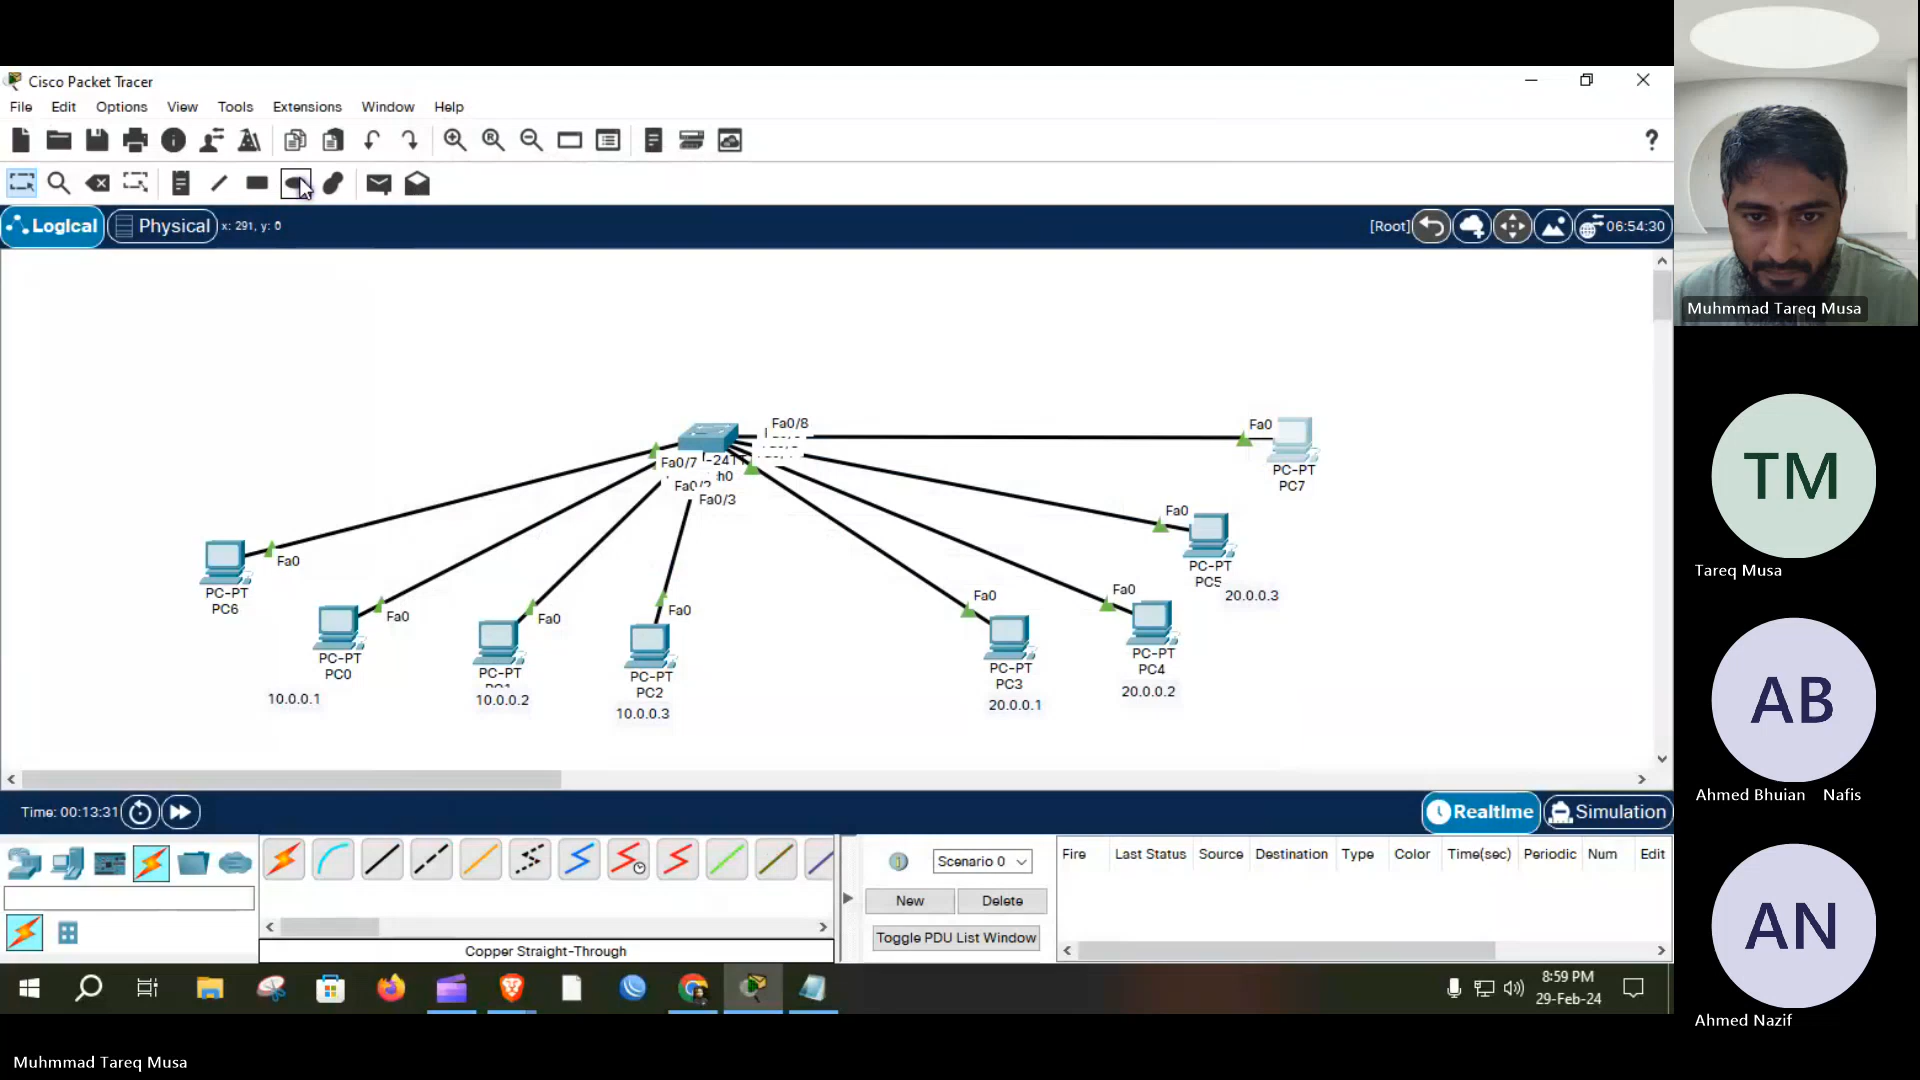 Cisco Packet Tracer
File Edit Options View Tools Extensions Window Help
?
Logical Physical x: 291, y: 0 [Root] 06:54:30
Fa0/8
Fa0
Fa0/7 -24TT
Fa0/2
Fa0/3
PC-PT
PC7
Fa0
Fa0
PC-PT
PC5
20.0.0.3
PC-PT
PC6
Fa0
PC-PT
PC0
10.0.0.1
Fa0
PC-PT
10.0.0.2
Fa0
PC-PT
PC2
10.0.0.3
Fa0
PC-PT
PC3
20.0.0.1
Fa0
PC-PT
PC4
20.0.0.2
Time: 00:13:31 Realtime Simulation
Scenario 0
New Delete
Toggle PDU List Window
Fire Last Status Source Destination Type Color Time(sec) Periodic Num Edit
Copper Straight-Through
8:59 PM
29-Feb-24
Muhmmad Tareq Musa
TM
Tareq Musa
AB
Ahmed Bhuian Nafis
AN
Ahmed Nazif
Muhmmad Tareq Musa